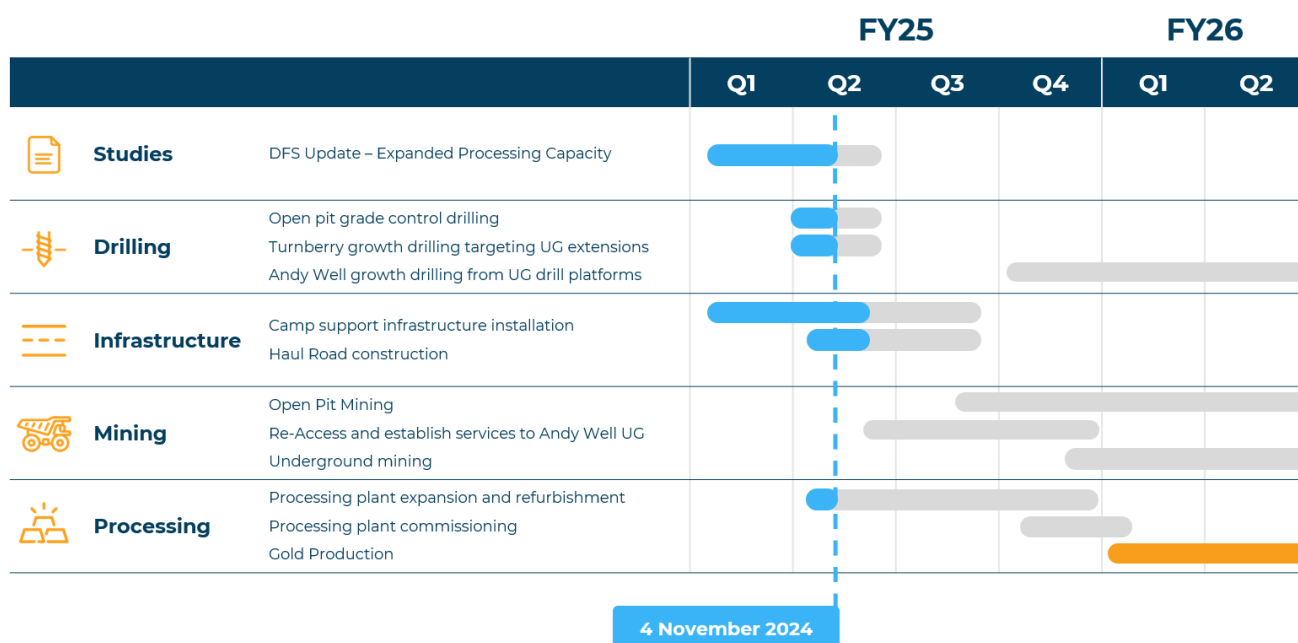 FY25 FY26
Q1 Q2 Q3 Q4 Q1 Q2
Studies
DFS Update – Expanded Processing Capacity
Drilling
Open pit grade control drilling
Turnberry growth drilling targeting UG extensions
Andy Well growth drilling from UG drill platforms
Infrastructure
Camp support infrastructure installation
Haul Road construction
Mining
Open Pit Mining
Re-Access and establish services to Andy Well UG
Underground mining
Processing
Processing plant expansion and refurbishment
Processing plant commissioning
Gold Production
4 November 2024